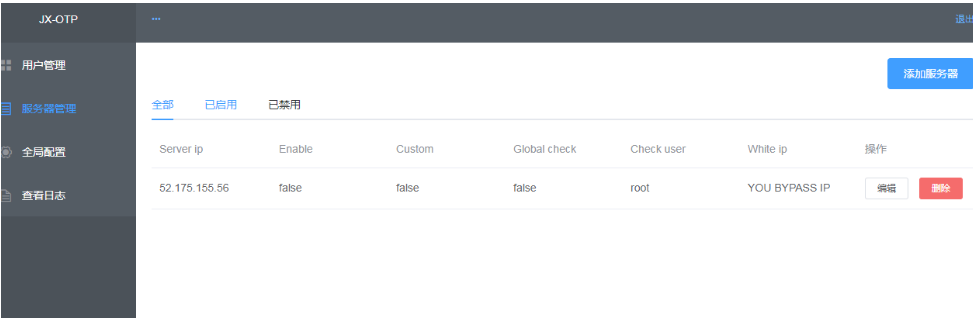 JX-OTP
...
退出
用户管理
服务器管理
全局配置
查看日志
添加服务器
全部 已启用 已禁用
Server ip Enable Custom Global check Check user White ip 操作
52.175.155.56 false false false root YOU BYPASS IP 编辑 删除